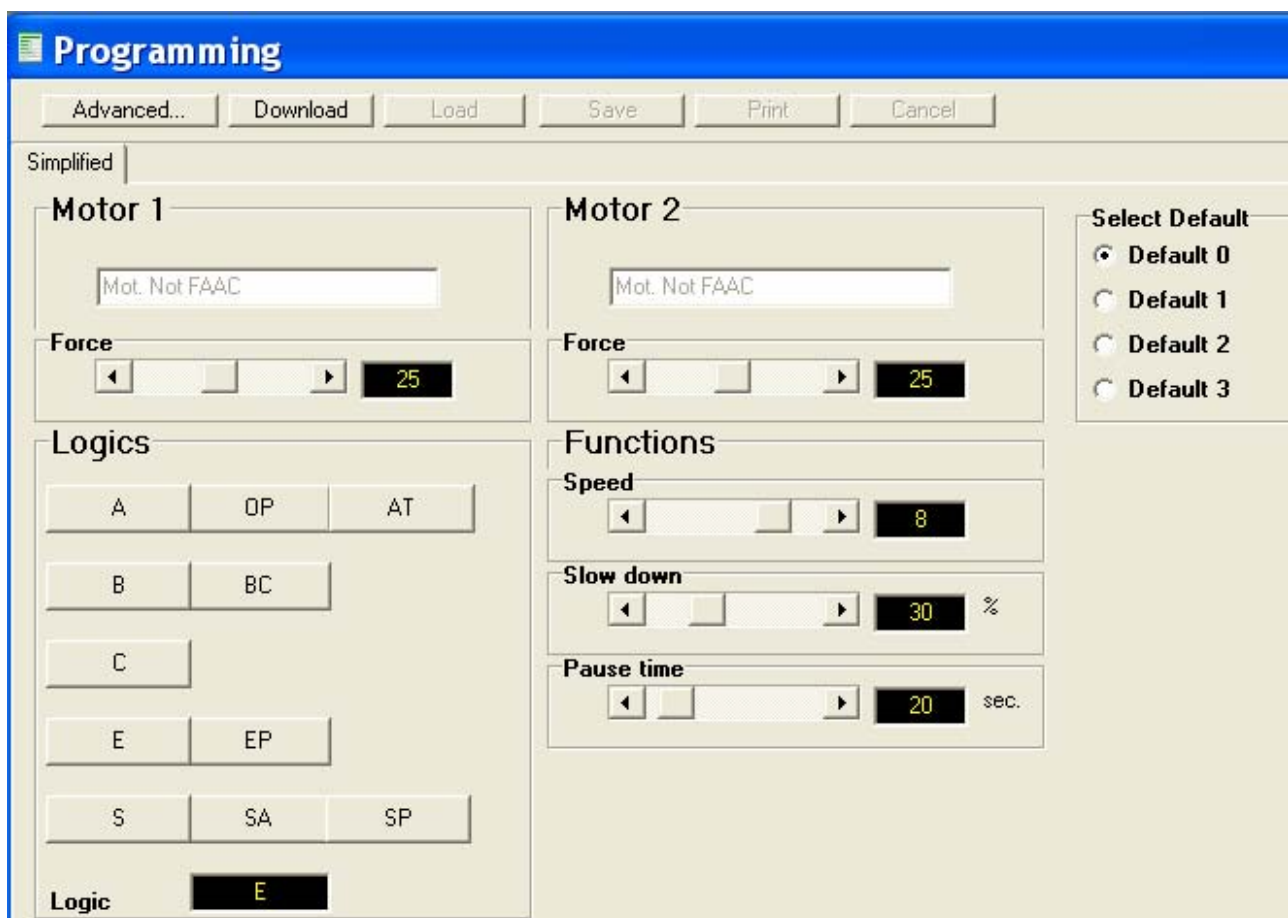 Programming
Advanced... Download Load Save Print Cancel
Simplified
Motor 1
Mot. Not FAAC
Force
25
Motor 2
Mot. Not FAAC
Force
25
Select Default
Default 0
Default 1
Default 2
Default 3
Logics
A OP AT
B BC
C
E EP
S SA SP
Logic E
Functions
Speed
8
Slow down
30 %
Pause time
20 sec.